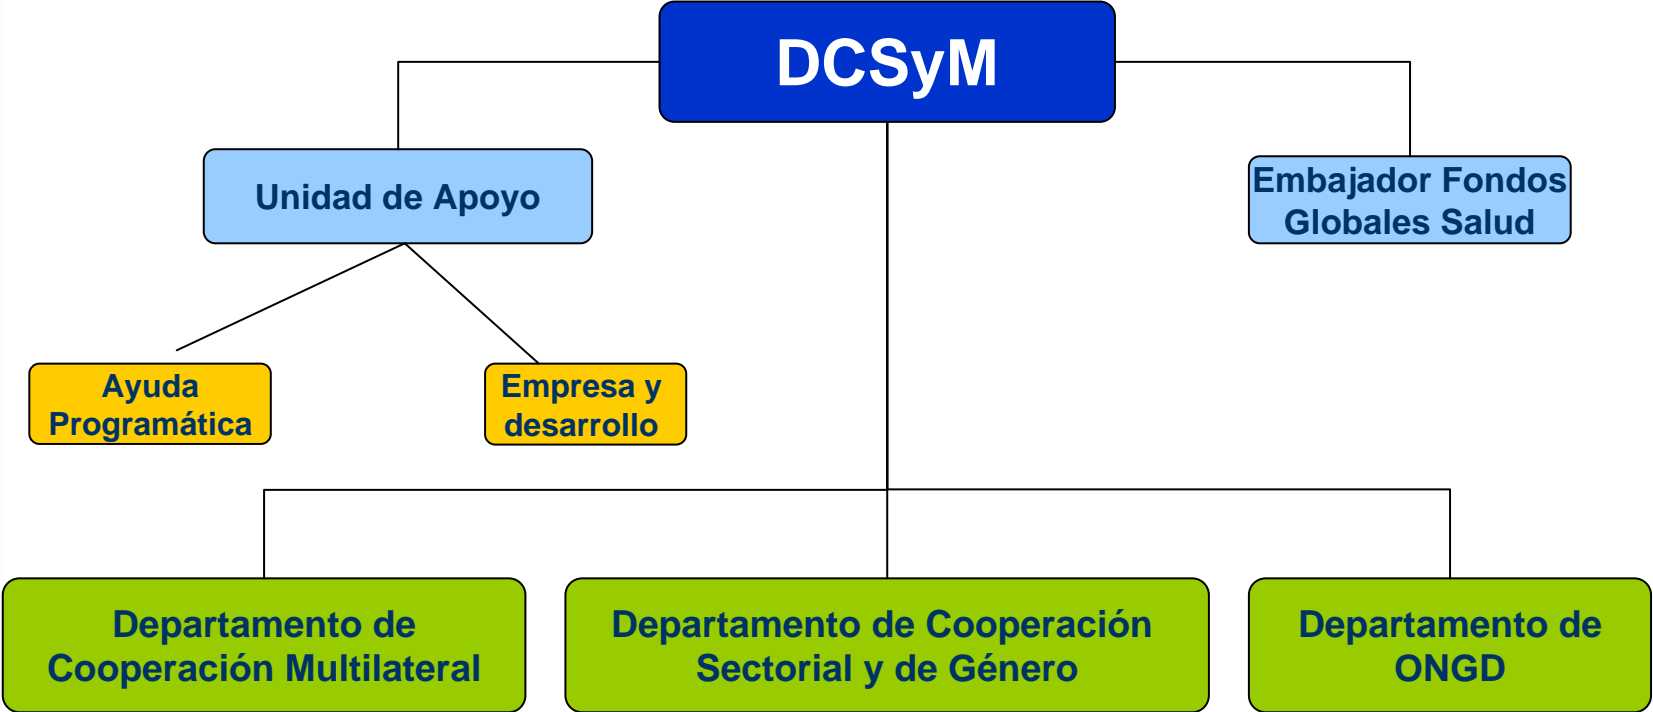 DCSyM
Unidad de Apoyo
Embajador Fondos
Globales Salud
Ayuda
Programática
Empresa y
desarrollo
Departamento de
Cooperación Multilateral
Departamento de Cooperación
Sectorial y de Género
Departamento de
ONGD